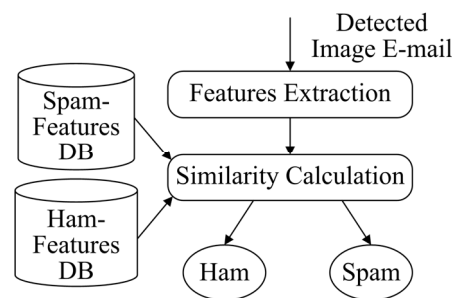 Detected
Image E-mail
Features Extraction
Spam-
Features
DB
Similarity Calculation
Ham-
Features
DB
Ham
Spam